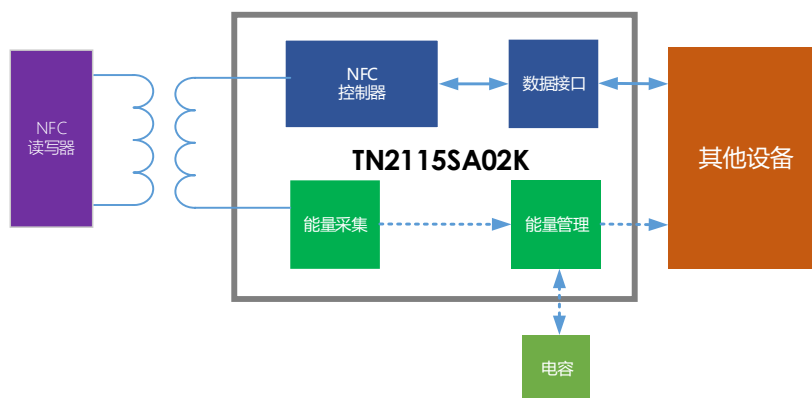 NFC
读写器
NFC
控制器
数据接口
TN2115SA02K
其他设备
能量采集
能量管理
电容